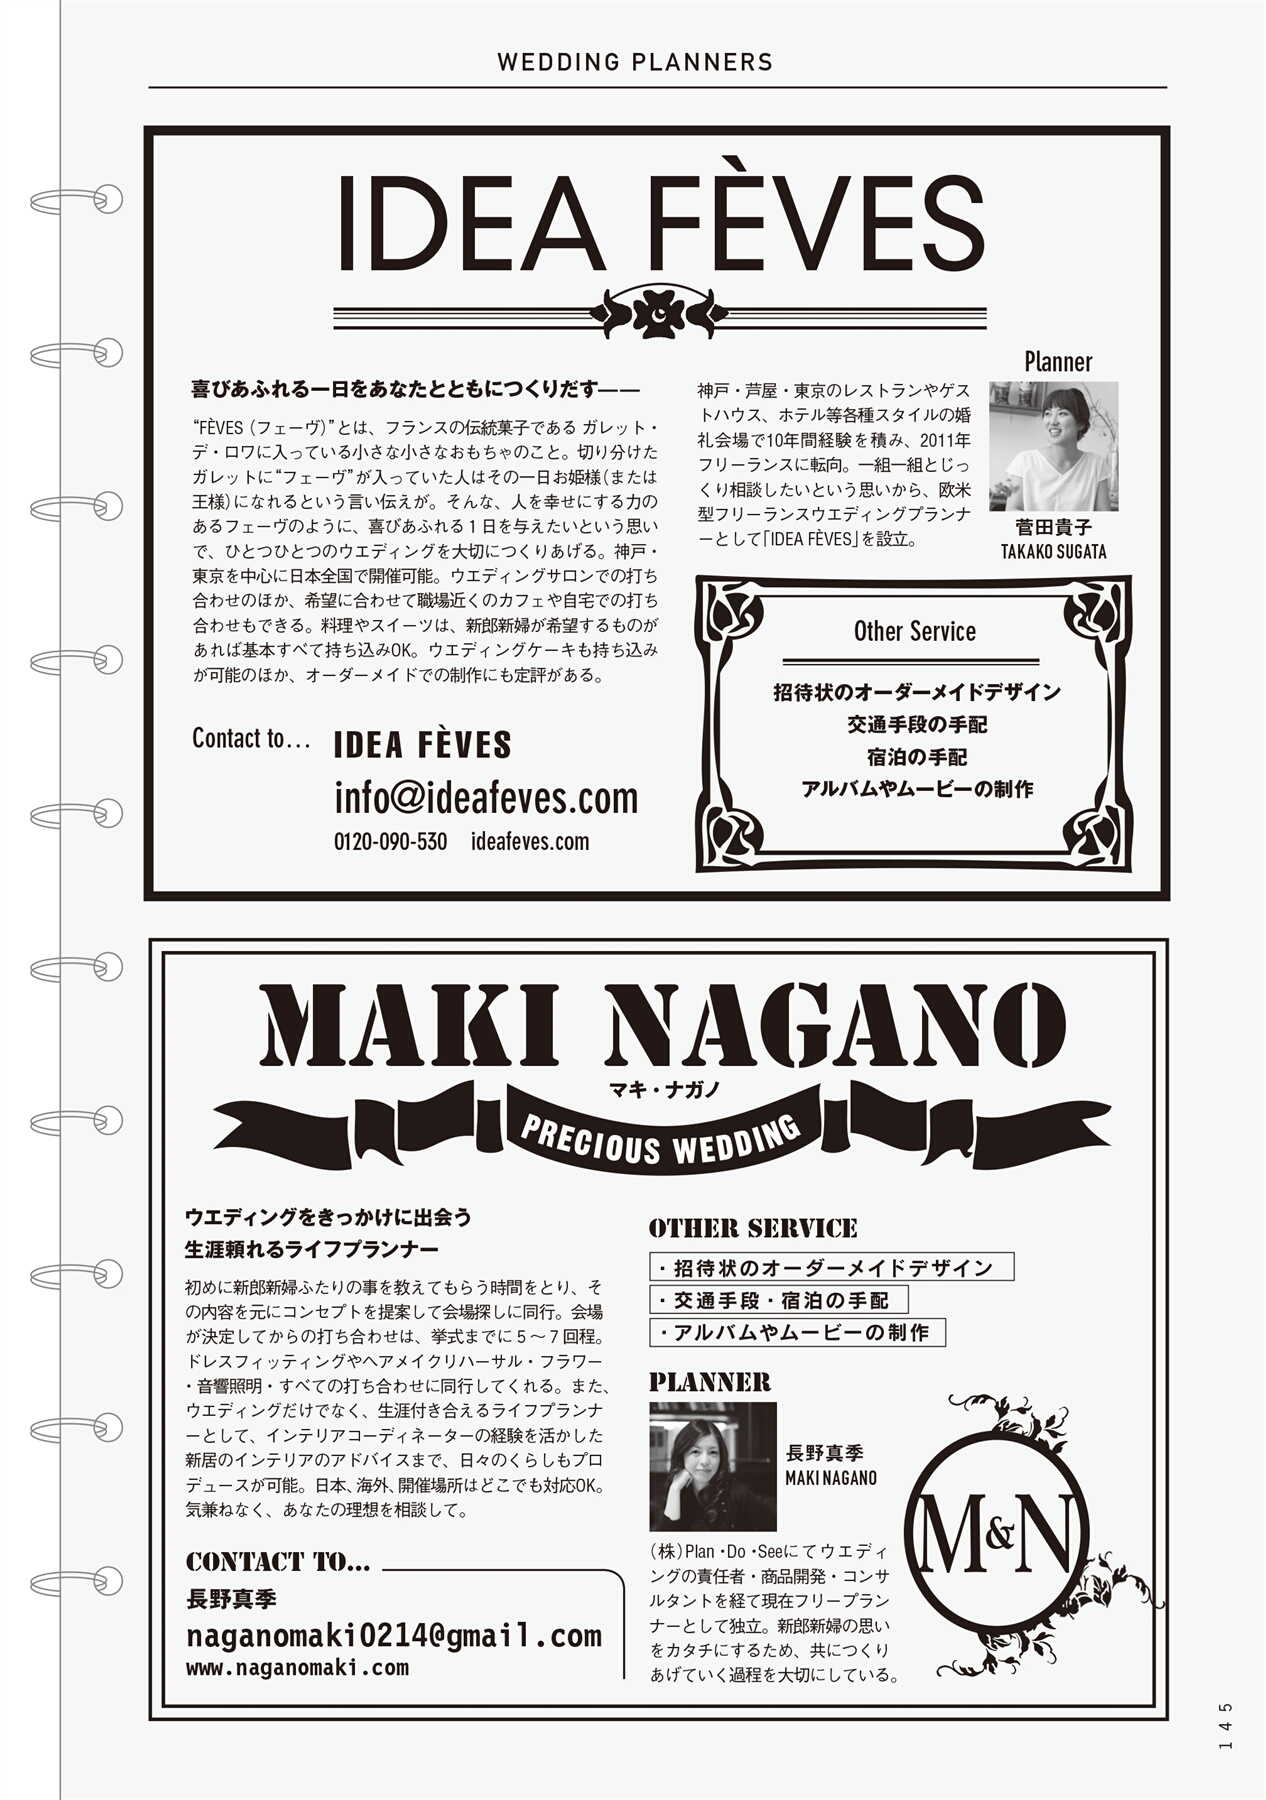 WEDDING PLANNERS
IDEA FÈVES
喜びあふれる一日をあなたとともにつくりだす——
“FÈVES（フェーヴ）”とは、フランスの伝統菓子である ガレット・
デ・ロワに入っている小さな小さなおもちゃのこと。切り分けた
ガレットに“フェーヴ”が入っていた人はその一日お姫様（または
王様）になれるという言い伝えが。そんな、人を幸せにする力の
あるフェーヴのように、喜びあふれる１日を与えたいという思い
で、ひとつひとつのウエディングを大切につくりあげる。神戸・
東京を中心に日本全国で開催可能。ウエディングサロンでの打ち
合わせのほか、希望に合わせて職場近くのカフェや自宅での打ち
合わせもできる。料理やスイーツは、新郎新婦が希望するものが
あれば基本すべて持ち込みOK。ウエディングケーキも持ち込み
が可能のほか、オーダーメイドでの制作にも定評がある。
Contact to...
IDEA FÈVES
info@ideafeves.com
0120-090-530 ideafeves.com
神戸・芦屋・東京のレストランやゲス
トハウス、ホテル等各種スタイルの婚
礼会場で10年間経験を積み、2011年
フリーランスに転向。一組一組とじっ
くり相談したいという思いから、欧米
型フリーランスウエディングプランナ
ーとして「IDEA FÈVES」を設立。
Planner
菅田貴子
TAKAKO SUGATA
Other Service
招待状のオーダーメイドデザイン
交通手段の手配
宿泊の手配
アルバムやムービーの制作
MAKI NAGANO
マキ・ナガノ
PRECIOUS WEDDING
ウエディングをきっかけに出会う
生涯頼れるライフプランナー
初めに新郎新婦ふたりの事を教えてもらう時間をとり、そ
の内容を元にコンセプトを提案して会場探しに同行。会場
が決定してからの打ち合わせは、挙式までに５〜７回程。
ドレスフィッティングやヘアメイクリハーサル・フラワー
・音響照明・すべての打ち合わせに同行してくれる。また、
ウエディングだけでなく、生涯付き合えるライフプランナ
ーとして、インテリアコーディネーターの経験を活かした
新居のインテリアのアドバイスまで、日々のくらしもプロ
デュースが可能。日本、海外、開催場所はどこでも対応OK。
気兼ねなく、あなたの理想を相談して。
CONTACT TO...
長野真季
naganomaki0214@gmail.com
www.naganomaki.com
OTHER SERVICE
・招待状のオーダーメイドデザイン
・交通手段・宿泊の手配
・アルバムやムービーの制作
PLANNER
長野真季
MAKI NAGANO
（株）Plan・Do・Seeにてウエディ
ングの責任者・商品開発・コンサ
ルタントを経て現在フリープラン
ナーとして独立。新郎新婦の思い
をカタチにするため、共につくり
あげていく過程を大切にしている。
M&N
145